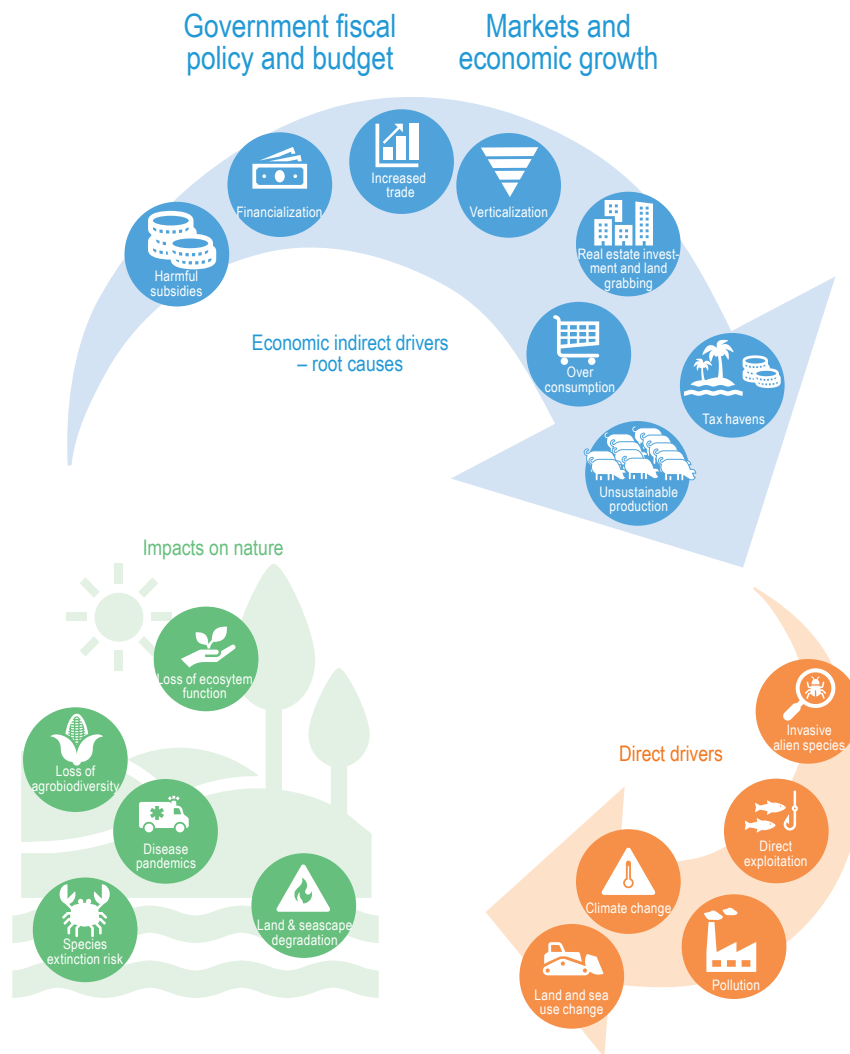 Government fiscal
policy and budget
Markets and
economic growth
Increased
trade
Financialization
Verticalization
Harmful
subsidies
Real estate invest-
ment and land
grabbing
Economic indirect drivers
– root causes
Over
consumption
Tax havens
Unsustainable
production
Impacts on nature
Loss of ecosytem
function
Loss of
agrobiodiversity
Disease
pandemics
Species
extinction risk
Land & seascape
degradation
Direct drivers
Invasive
alien species
Direct
exploitation
Climate change
Pollution
Land and sea
use change